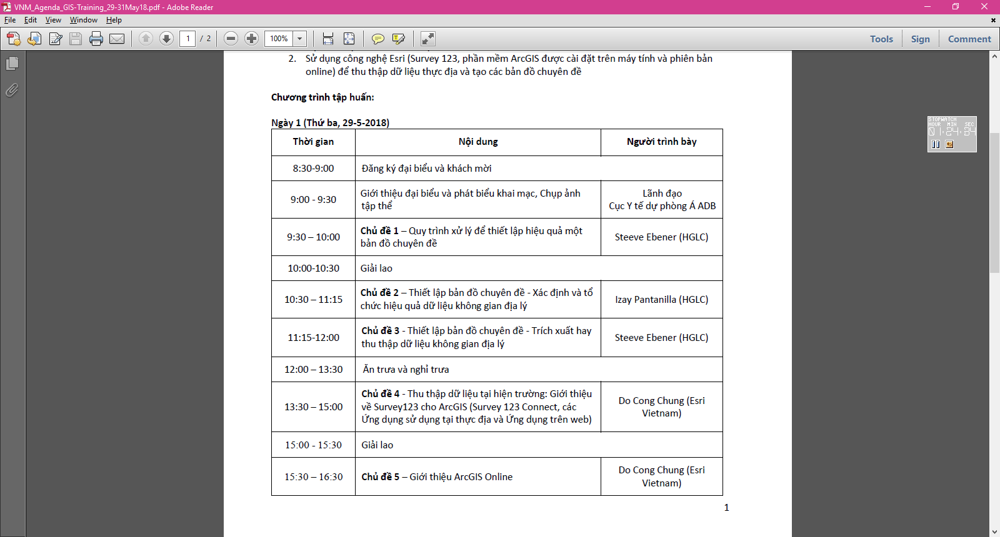 VNM_Agenda_GIS-Training_29-31May18.pdf - Adobe Reader
File Edit View Window Help
1 / 2 100% Tools Sign Comment
2. Sử dụng công nghệ Esri (Survey 123, phần mềm ArcGIS được cài đặt trên máy tính và phiên bản
online) để thu thập dữ liệu thực địa và tạo các bản đồ chuyên đề
Chương trình tập huấn:
Ngày 1 (Thứ ba, 29-5-2018)
Thời gian Nội dung Người trình bày
8:30-9:00 Đăng ký đại biểu và khách mời
9:00 - 9:30 Giới thiệu đại biểu và phát biểu khai mạc, Chụp ảnh
tập thể
Lãnh đạo
Cục Y tế dự phòng Á ADB
9:30 – 10:00 Chủ đề 1 – Quy trình xử lý để thiết lập hiệu quả một
bản đồ chuyên đề
Steeve Ebener (HGLC)
10:00-10:30 Giải lao
10:30 – 11:15 Chủ đề 2 – Thiết lập bản đồ chuyên đề - Xác định và tổ
chức hiệu quả dữ liệu không gian địa lý
Izay Pantanilla (HGLC)
11:15-12:00 Chủ đề 3 - Thiết lập bản đồ chuyên đề - Trích xuất hay
thu thập dữ liệu không gian địa lý
Steeve Ebener (HGLC)
12:00 – 13:30 Ăn trưa và nghỉ trưa
13:30 – 15:00 Chủ đề 4 - Thu thập dữ liệu tại hiện trường: Giới thiệu
về Survey123 cho ArcGIS (Survey 123 Connect, các
Ứng dụng sử dụng tại thực địa và Ứng dụng trên web)
Do Cong Chung (Esri
Vietnam)
15:00 - 15:30 Giải lao
15:30 – 16:30 Chủ đề 5 – Giới thiệu ArcGIS Online
Do Cong Chung (Esri
Vietnam)
1
STOPWATCH
HOUR MIN SEC